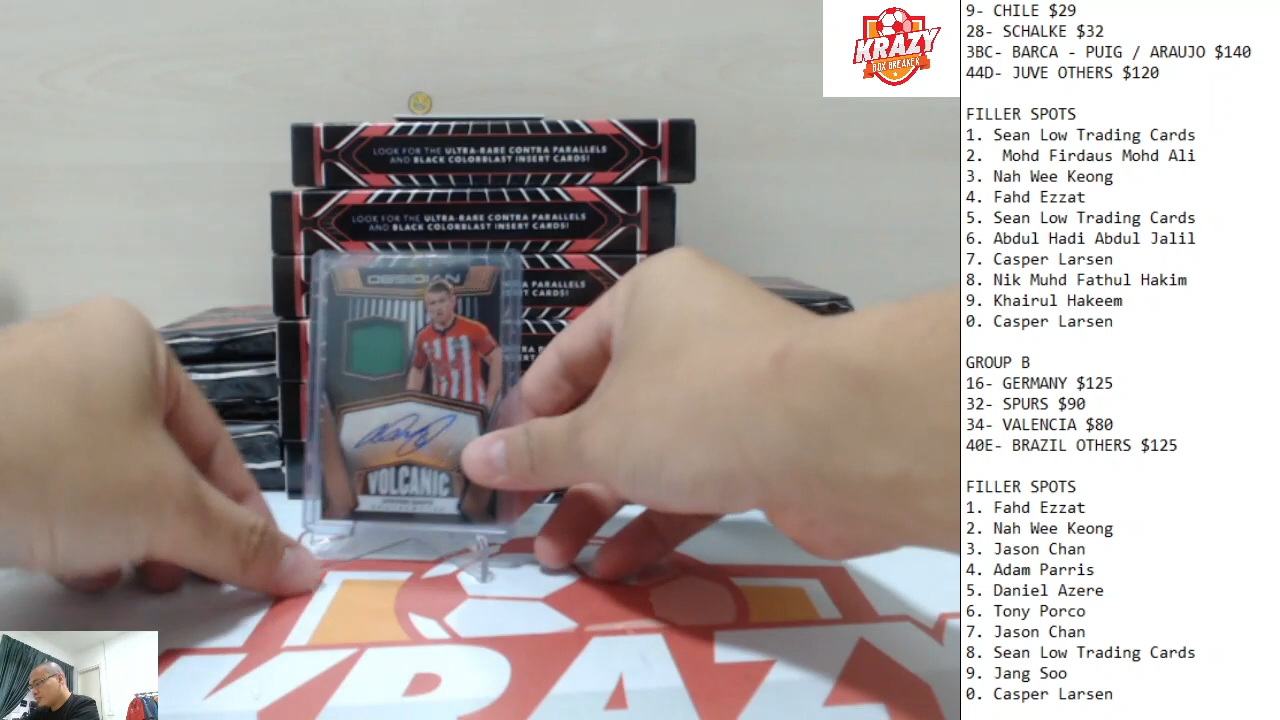 9- CHILE $29
28- SCHALKE $32
3BC- BARCA - PUIG / ARAUJO $140
44D- JUVE OTHERS $120
FILLER SPOTS
1. Sean Low Trading Cards
2.  Mohd Firdaus Mohd Ali
3. Nah Wee Keong
4. Fahd Ezzat
5. Sean Low Trading Cards
6. Abdul Hadi Abdul Jalil
7. Casper Larsen
8. Nik Muhd Fathul Hakim
9. Khairul Hakeem
0. Casper Larsen
GROUP B
16- GERMANY $125
32- SPURS $90
34- VALENCIA $80
40E- BRAZIL OTHERS $125
FILLER SPOTS
1. Fahd Ezzat
2. Nah Wee Keong
3. Jason Chan
4. Adam Parris
5. Daniel Azere
6. Tony Porco
7. Jason Chan
8. Sean Low Trading Cards
9. Jang Soo
0. Casper Larsen
KRAZY
BOX BREAKER
LOOK FOR THE ULTRA-RARE CONTRA PARALLELS
AND BLACK COLORBLAST INSERT CARDS!
LOOK FOR THE ULTRA-RARE CONTRA PARALLELS
AND BLACK COLORBLAST INSERT CARDS!
PARALLELS
CARDS!
OBSIDIAN
VOLCANIC
KRAZ